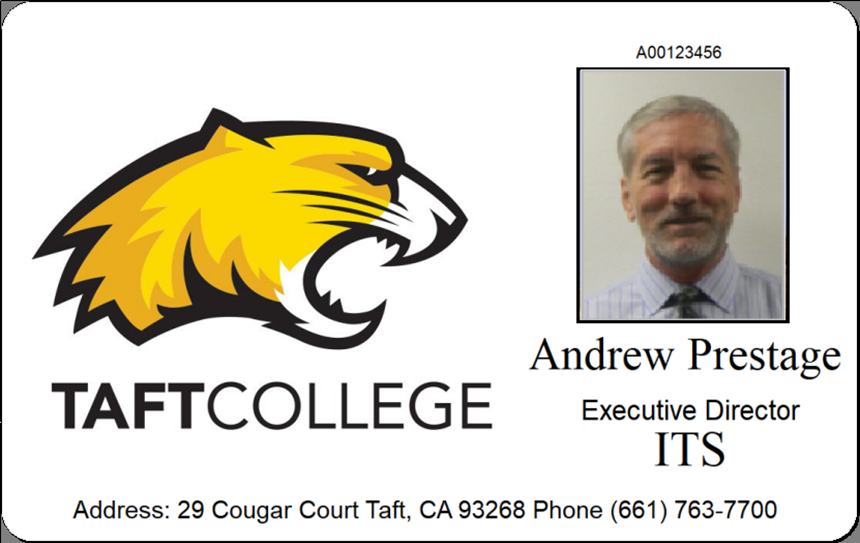 A00123456
TAFTCOLLEGE
Andrew Prestage
Executive Director
ITS
Address: 29 Cougar Court Taft, CA 93268 Phone (661) 763-7700